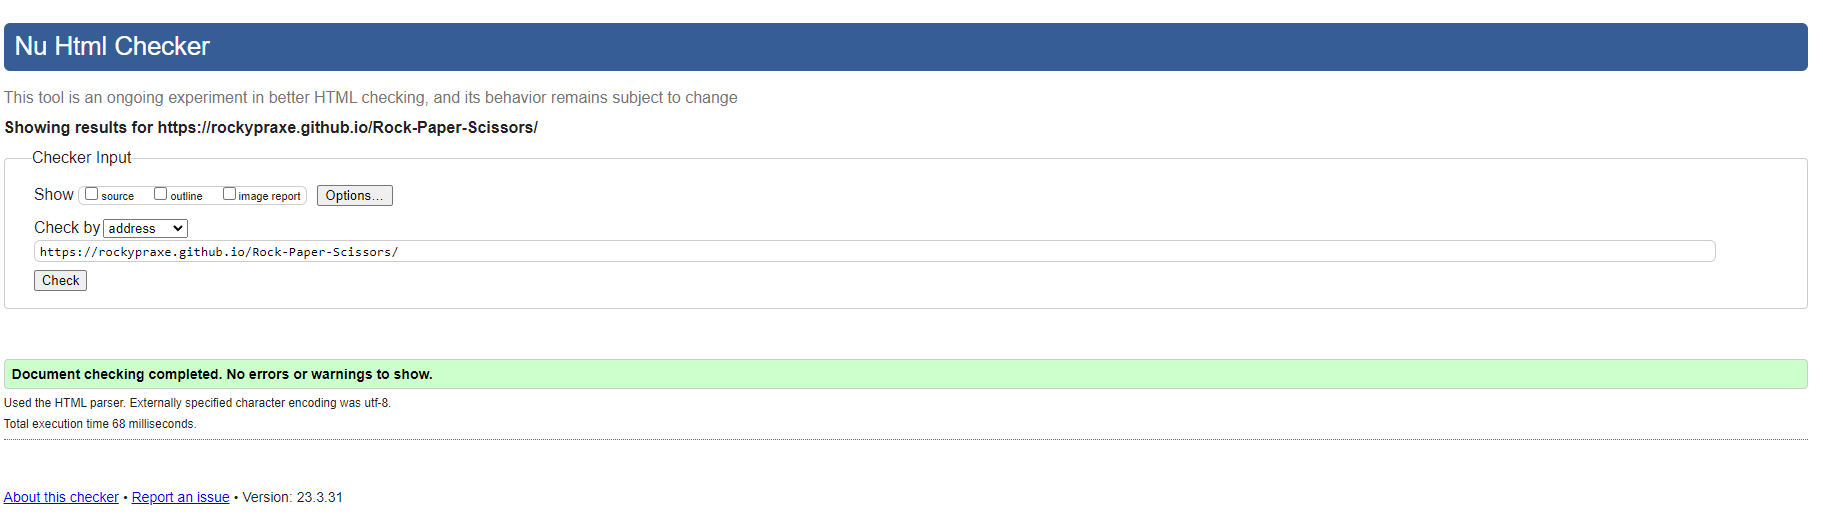 Nu Html Checker
This tool is an ongoing experiment in better HTML checking, and its behavior remains subject to change
Showing results for https://rockypraxe.github.io/Rock-Paper-Scissors/
Checker Input
Show source outline image report Options...
Check by address
https://rockypraxe.github.io/Rock-Paper-Scissors/
Check
Document checking completed. No errors or warnings to show.
Used the HTML parser. Externally specified character encoding was utf-8.
Total execution time 68 milliseconds.
About this checker • Report an issue • Version: 23.3.31